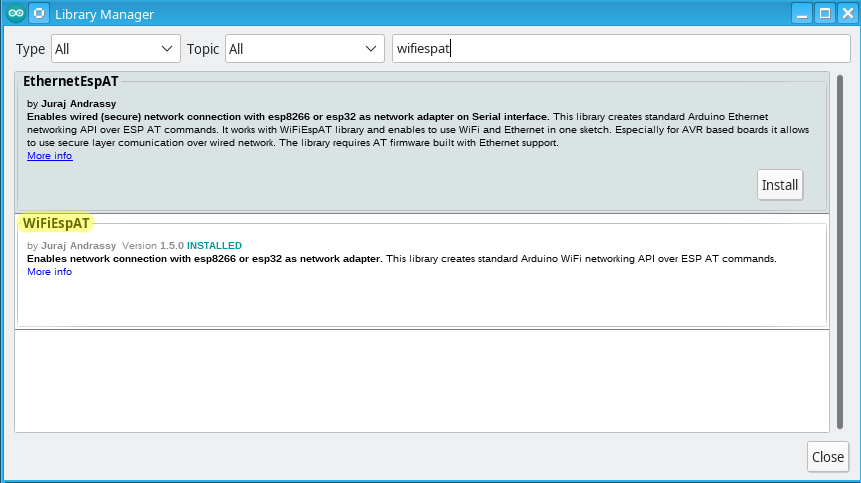 Library Manager
Type All Topic All wifiespat
EthernetEspAT
by Juraj Andrassy
Enables wired (secure) network connection with esp8266 or esp32 as network adapter on Serial interface. This library creates standard Arduino Ethernet
networking API over ESP AT commands. It works with WiFiEspAT library and enables to use WiFi and Ethernet in one sketch. Especially for AVR based boards it allows
to use secure layer comunication over wired network. The library requires AT firmware built with Ethernet support.
More info
Install
WiFiEspAT
by Juraj Andrassy Version 1.5.0 INSTALLED
Enables network connection with esp8266 or esp32 as network adapter. This library creates standard Arduino WiFi networking API over ESP AT commands.
More info
Close